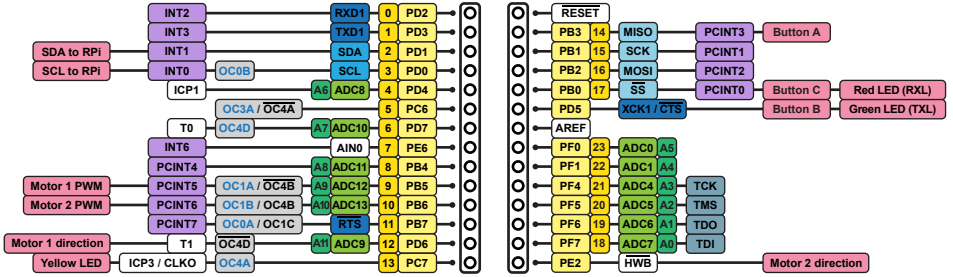 INT2 RXD1 0 PD2 RESET
INT3 TXD1 1 PD3 PB3 14 MISO PCINT3 Button A
SDA to RPi INT1 SDA 2 PD1 PB1 15 SCK PCINT1
SCL to RPi INT0 OC0B SCL 3 PD0 PB2 16 MOSI PCINT2
ICP1 A6 ADC8 4 PD4 PB0 17 SS PCINT0 Button C Red LED (RXL)
OC3A / OC4A 5 PC6 PD5 XCK1 / CTS Button B Green LED (TXL)
T0 OC4D A7 ADC10 6 PD7 AREF
INT6 AIN0 7 PE6 PF0 23 ADC0 A5
PCINT4 A8 ADC11 8 PB4 PF1 22 ADC1 A4
Motor 1 PWM PCINT5 OC1A / OC4B A9 ADC12 9 PB5 PF4 21 ADC4 A3 TCK
Motor 2 PWM PCINT6 OC1B / OC4B A10 ADC13 10 PB6 PF5 20 ADC5 A2 TMS
PCINT7 OC0A / OC1C RTS 11 PB7 PF6 19 ADC6 A1 TDO
Motor 1 direction T1 OC4D A11 ADC9 12 PD6 PF7 18 ADC7 A0 TDI
Yellow LED ICP3 / CLKO OC4A 13 PC7 PE2 HWB Motor 2 direction